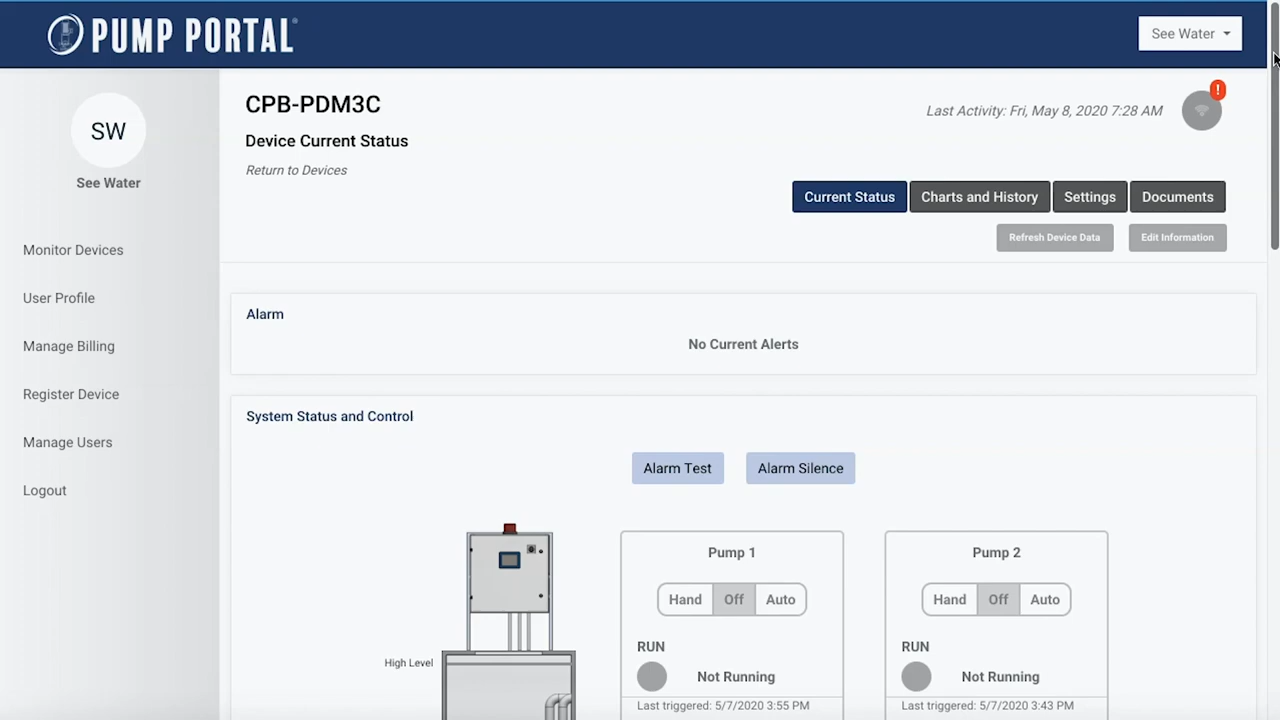 PUMP PORTAL®
See Water
SW
See Water
Monitor Devices
User Profile
Manage Billing
Register Device
Manage Users
Logout
CPB-PDM3C
Device Current Status
Return to Devices
Last Activity: Fri, May 8, 2020 7:28 AM
!
Current Status
Charts and History
Settings
Documents
Refresh Device Data
Edit Information
Alarm
No Current Alerts
System Status and Control
Alarm Test
Alarm Silence
High Level
Pump 1
Hand
Off
Auto
RUN
Not Running
Last triggered: 5/7/2020 3:55 PM
Pump 2
Hand
Off
Auto
RUN
Not Running
Last triggered: 5/7/2020 3:43 PM